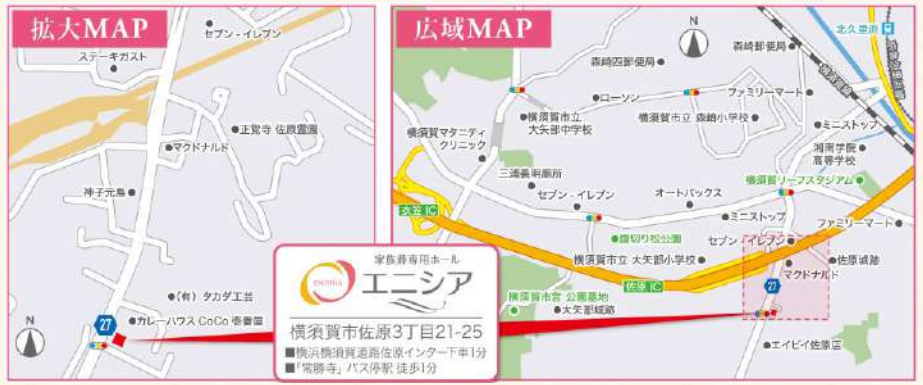 拡大MAP
セブン-イレブン
ステーキガスト
正覚寺 佐原霊園
マクドナルド
神子元島
(有)タカダ工芸
27
カレーハウスCoCo壱番屋
N
広域MAP
N
北久里浜
森崎郵便局
森崎四郵便局
横須賀線
ローソン
ファミリーマート
横須賀市立
大矢部中学校
横須賀市立 森崎小学校
ミニストップ
横須賀マタニティ
クリニック
湘南学院
高等学校
三浦義明廟所
横須賀リーフスタジアム
セブン-イレブン
オートバックス
衣笠IC
ミニストップ
ファミリーマート
腹切り松公園
セブン-イレブン
横須賀市立 大矢部小学校
佐原城跡
マクドナルド
佐原IC
27
横須賀市営 公園墓地
大矢部城跡
エイビイ佐原店
家族葬専用ホール
ENISHIA
エニシア
横須賀市佐原3丁目21-25
■横浜横須賀道路佐原インター下車1分
■「常勝寺」バス停駅 徒歩1分